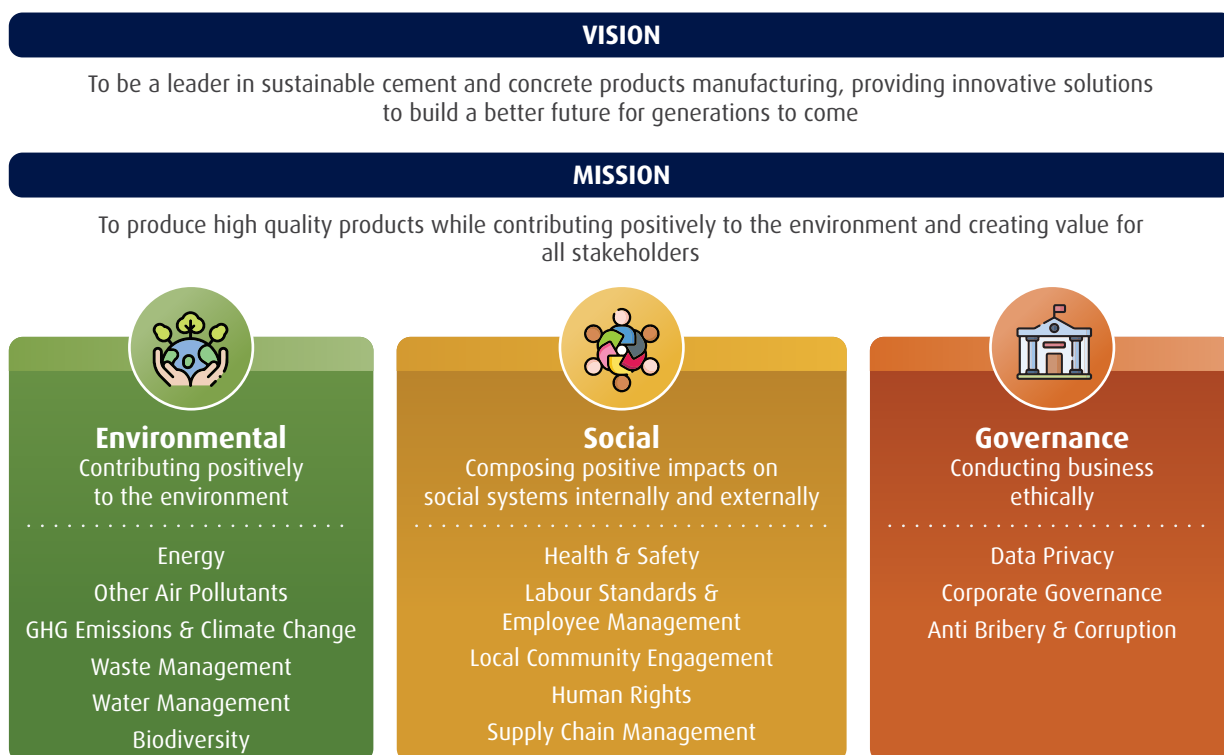 VISION
To be a leader in sustainable cement and concrete products manufacturing, providing innovative solutions
to build a better future for generations to come
MISSION
To produce high quality products while contributing positively to the environment and creating value for
all stakeholders
Environmental
Contributing positively
to the environment
Energy
Other Air Pollutants
GHG Emissions & Climate Change
Waste Management
Water Management
Biodiversity
Social
Composing positive impacts on
social systems internally and externally
Health & Safety
Labour Standards &
Employee Management
Local Community Engagement
Human Rights
Supply Chain Management
Governance
Conducting business
ethically
Data Privacy
Corporate Governance
Anti Bribery & Corruption